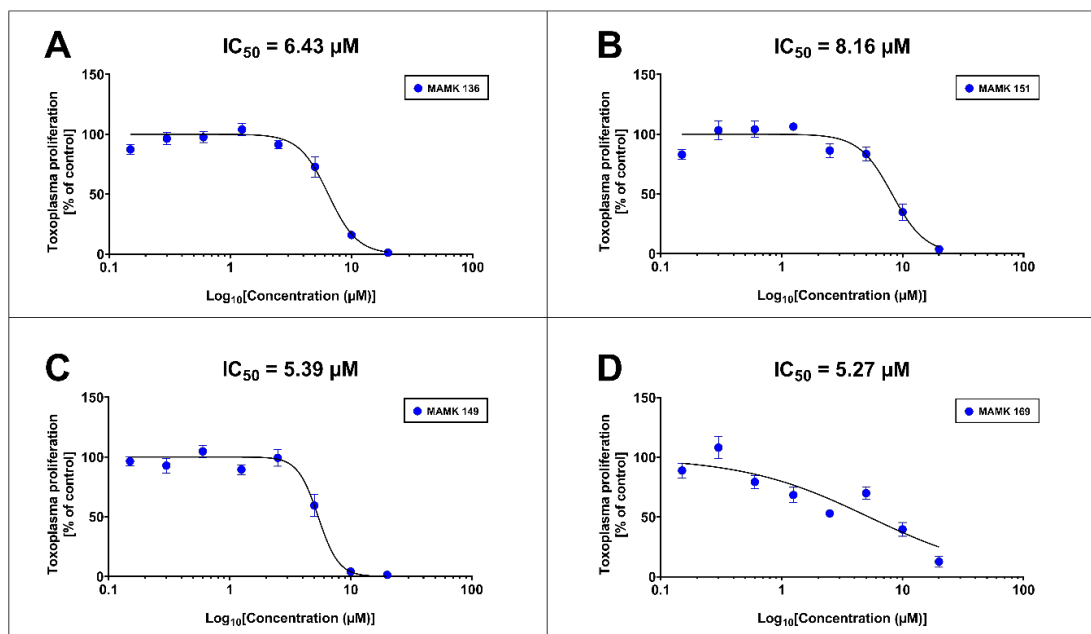 A
IC50 = 6.43 µM
MAMK 136
Toxoplasma proliferation
[% of control]
150
100
50
0
0.1
1
10
100
Log10[Concentration (µM)]
B
IC50 = 8.16 µM
MAMK 151
Toxoplasma proliferation
[% of control]
150
100
50
0
0.1
1
10
100
Log10[Concentration (µM)]
C
IC50 = 5.39 µM
MAMK 149
Toxoplasma proliferation
[% of control]
150
100
50
0
0.1
1
10
100
Log10[Concentration (µM)]
D
IC50 = 5.27 µM
MAMK 169
Toxoplasma proliferation
[% of control]
150
100
50
0
0.1
1
10
100
Log10[Concentration (µM)]